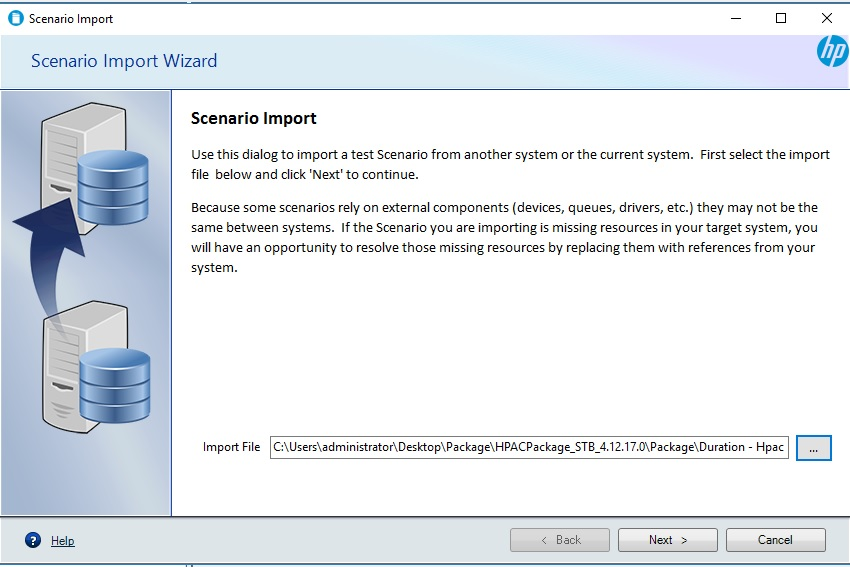 Scenario Import
hp
Scenario Import Wizard
Scenario Import
Use this dialog to import a test Scenario from another system or the current system.  First select the import
file  below and click 'Next' to continue.
Because some scenarios rely on external components (devices, queues, drivers, etc.) they may not be the
same between systems.  If the Scenario you are importing is missing resources in your target system, you
will have an opportunity to resolve those missing resources by replacing them with references from your
system.
Import File C:\Users\administrator\Desktop\Package\HPACPackage_STB_4.12.17.0\Package\Duration - Hpac ...
? Help < Back Next > Cancel